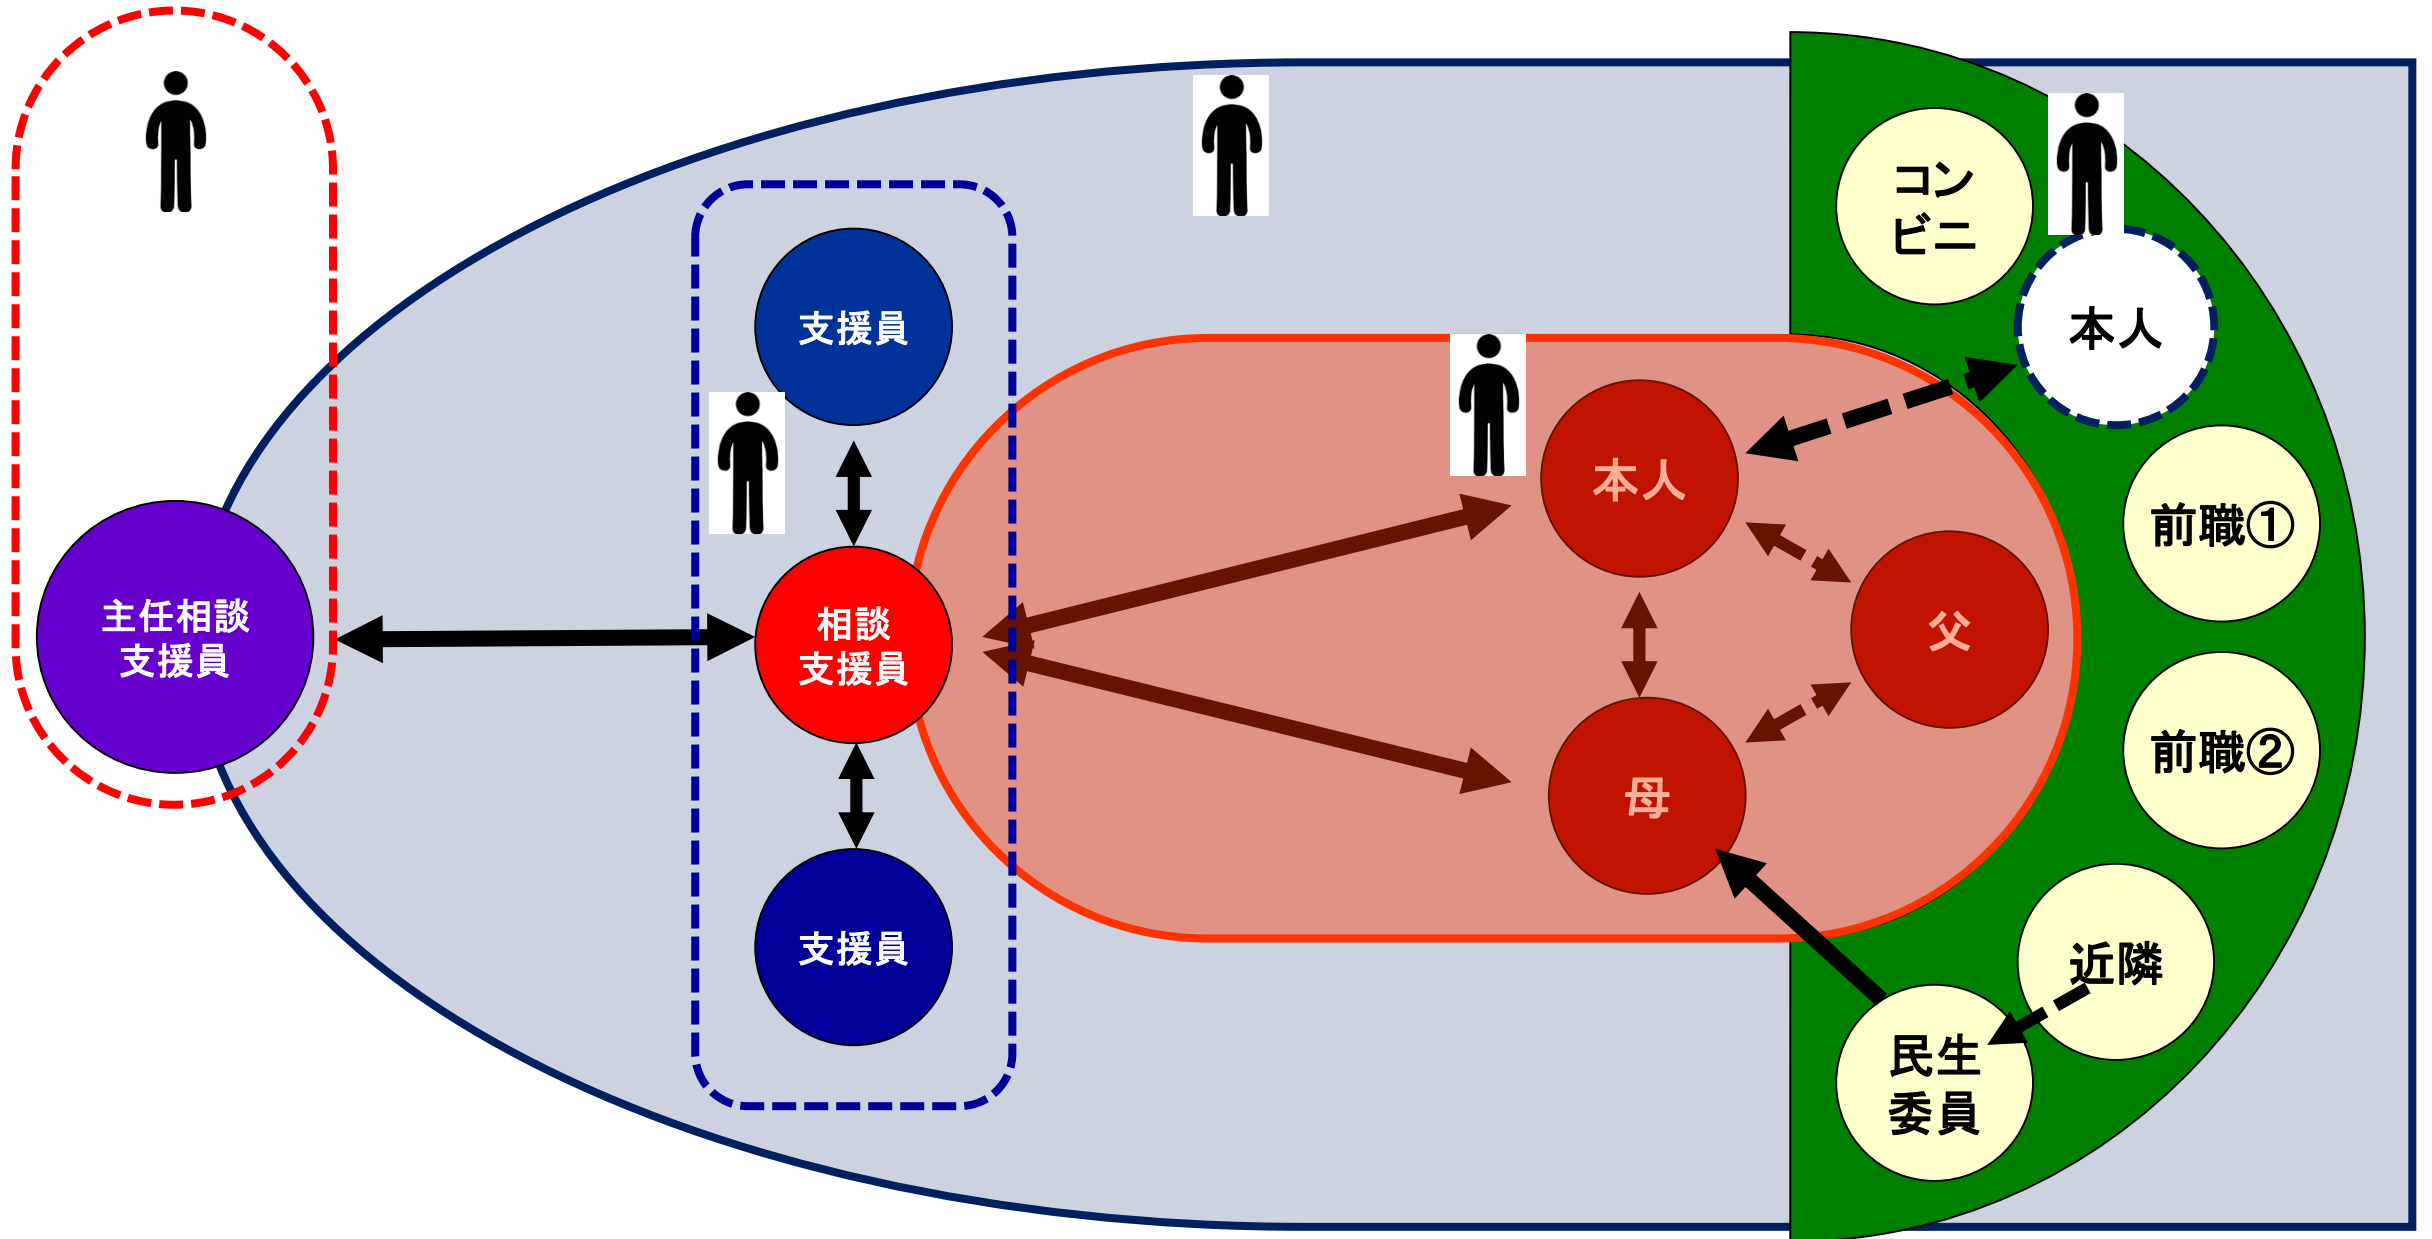 主任相談
支援員
支援員
相談
支援員
支援員
本人
父
母
コン
ビニ
本人
前職①
前職②
近隣
民生
委員